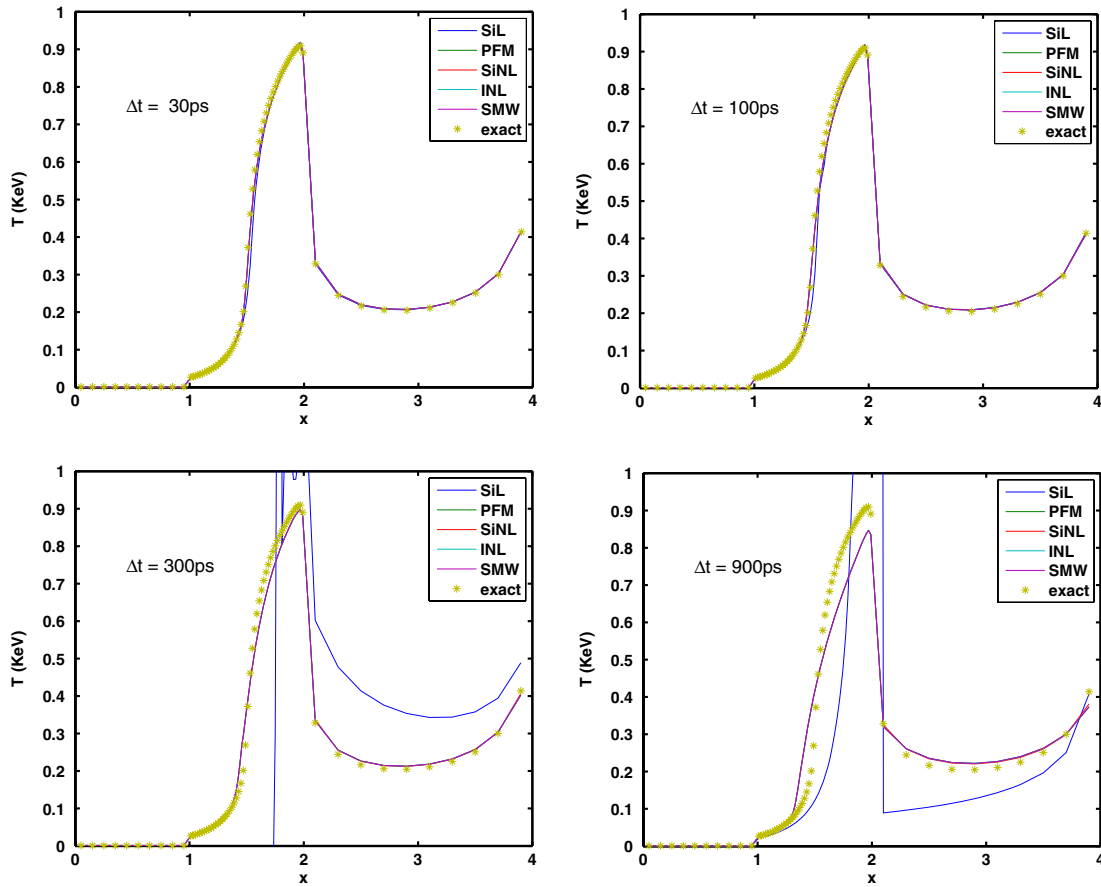 1
0.9
0.8
0.7
0.6
0.5
0.4
0.3
0.2
0.1
0
T (KeV)
Δt = 30ps
SiL
PFM
SiNL
INL
SMW
exact
0 1 2 3 4
x
1
0.9
0.8
0.7
0.6
0.5
0.4
0.3
0.2
0.1
0
T (KeV)
Δt = 100ps
SiL
PFM
SiNL
INL
SMW
exact
0 1 2 3 4
x
1
0.9
0.8
0.7
0.6
0.5
0.4
0.3
0.2
0.1
0
T (KeV)
Δt = 300ps
SiL
PFM
SiNL
INL
SMW
exact
0 1 2 3 4
x
1
0.9
0.8
0.7
0.6
0.5
0.4
0.3
0.2
0.1
0
T (KeV)
Δt = 900ps
SiL
PFM
SiNL
INL
SMW
exact
0 1 2 3 4
x